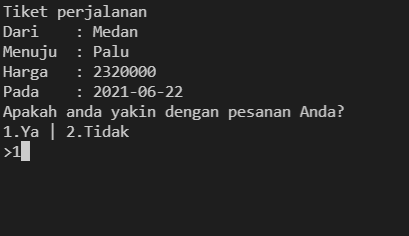 Tiket perjalanan
Dari    : Medan
Menuju  : Palu
Harga   : 2320000
Pada    : 2021-06-22
Apakah anda yakin dengan pesanan Anda?
1.Ya | 2.Tidak
>1